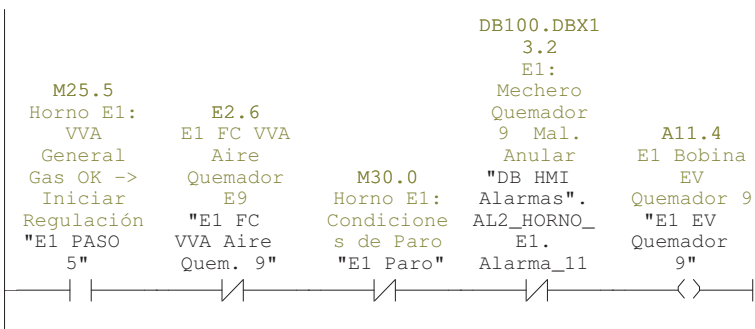 M25.5
Horno E1:
VVA
General
Gas OK ->
Iniciar
Regulación
"E1 PASO
5"
E2.6
E1 FC VVA
Aire
Quemador
E9
"E1 FC
VVA Aire
Quem. 9"
M30.0
Horno E1:
Condicione
s de Paro
"E1 Paro"
DB100.DBX1
3.2
E1:
Mechero
Quemador
9 Mal.
Anular
"DB HMI
Alarmas".
AL2_HORNO_
E1.
Alarma_11
A11.4
E1 Bobina
EV
Quemador 9
"E1 EV
Quemador
9"